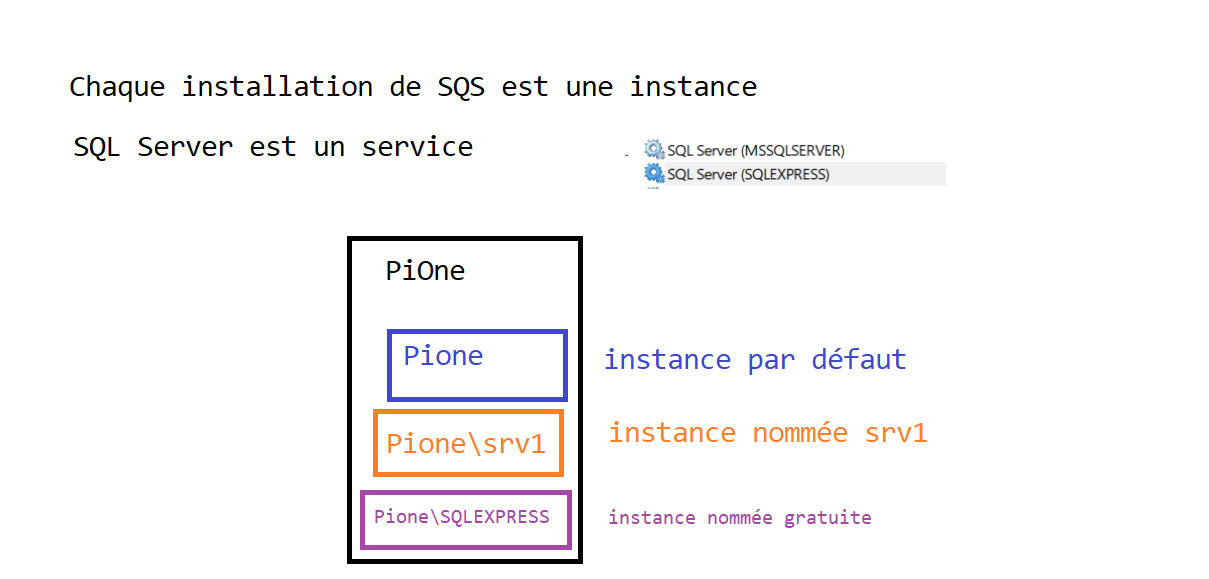 Chaque installation de SQS est une instance
SQL Server est un service
SQL Server (MSSQLSERVER)
SQL Server (SQLEXPRESS)
PiOne
Pione
instance par défaut
Pione\srv1
instance nommée srv1
Pione\SQLEXPRESS
instance nommée gratuite